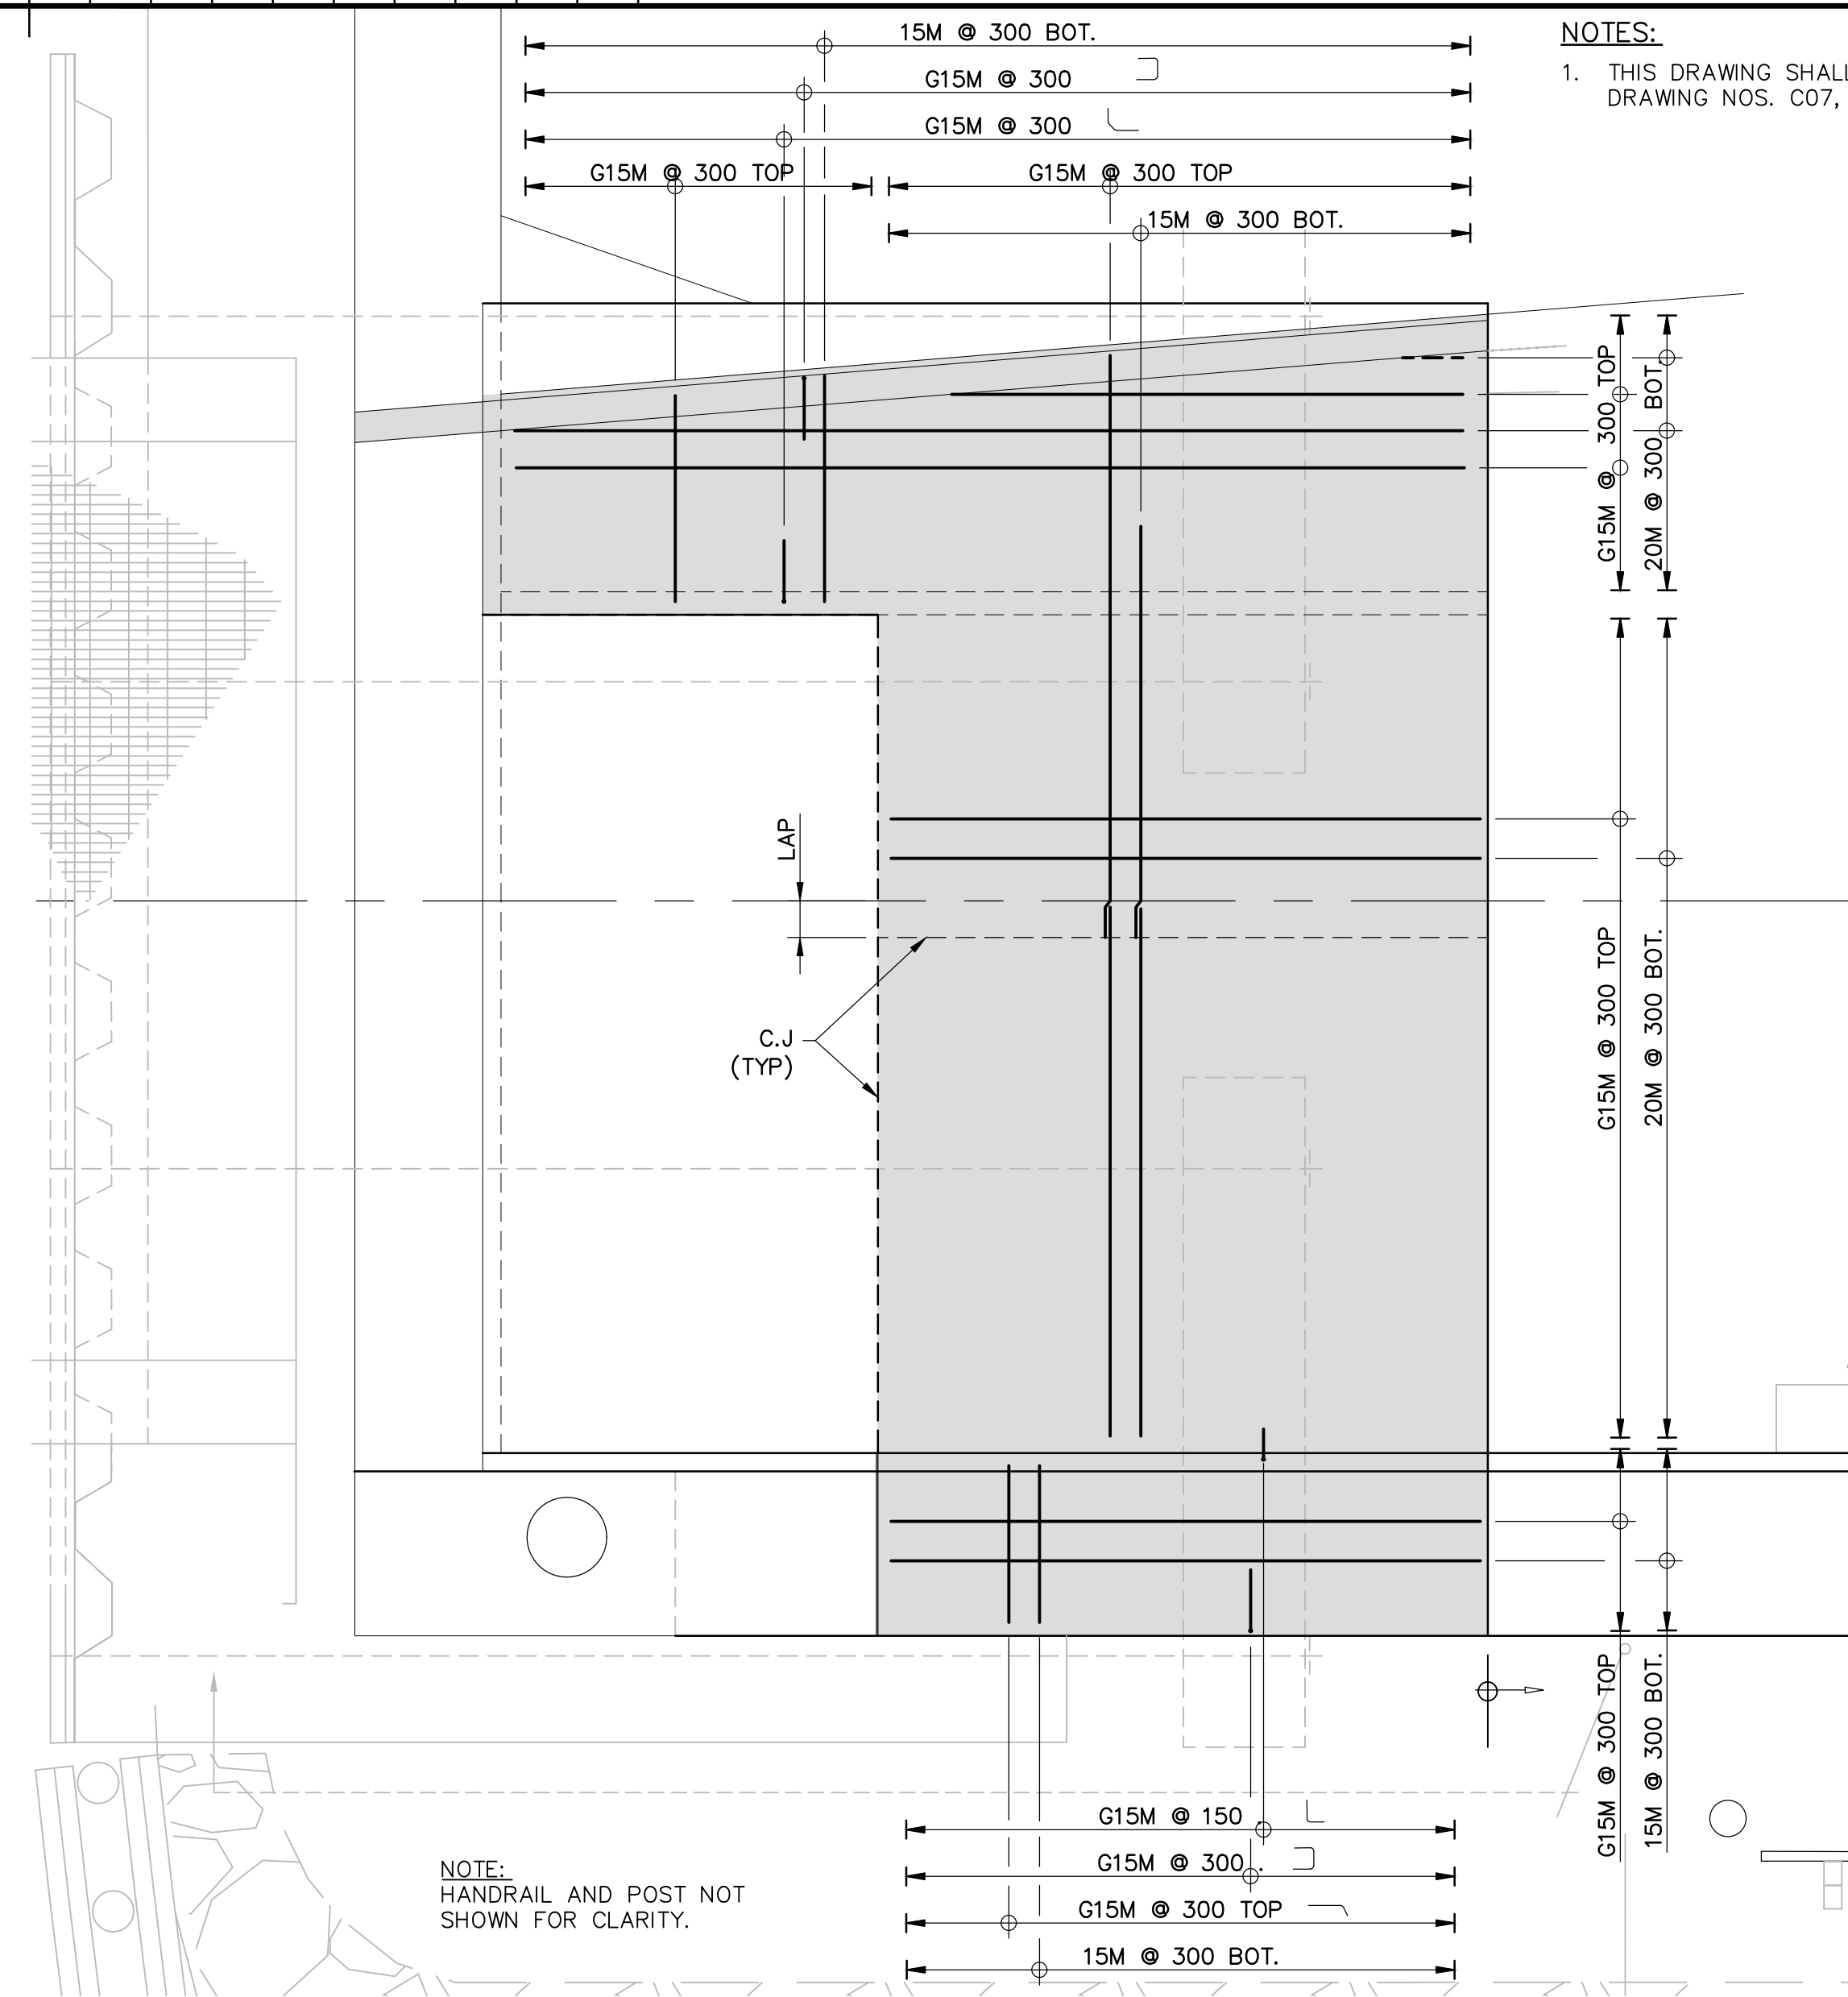 15M @ 300 BOT.
G15M @ 300
G15M @ 300
G15M @ 300 TOP
G15M @ 300 TOP
15M @ 300 BOT.
NOTES:
1. THIS DRAWING SHALL
DRAWING NOS. C07,
G15M @ 300 TOP
20M @ 300 BOT.
LAP
C.J
(TYP)
G15M @ 300 TOP
20M @ 300 BOT.
G15M @ 300 TOP
15M @ 300 BOT.
G15M @ 150
G15M @ 300 .
G15M @ 300 TOP
15M @ 300 BOT.
NOTE:
HANDRAIL AND POST NOT
SHOWN FOR CLARITY.